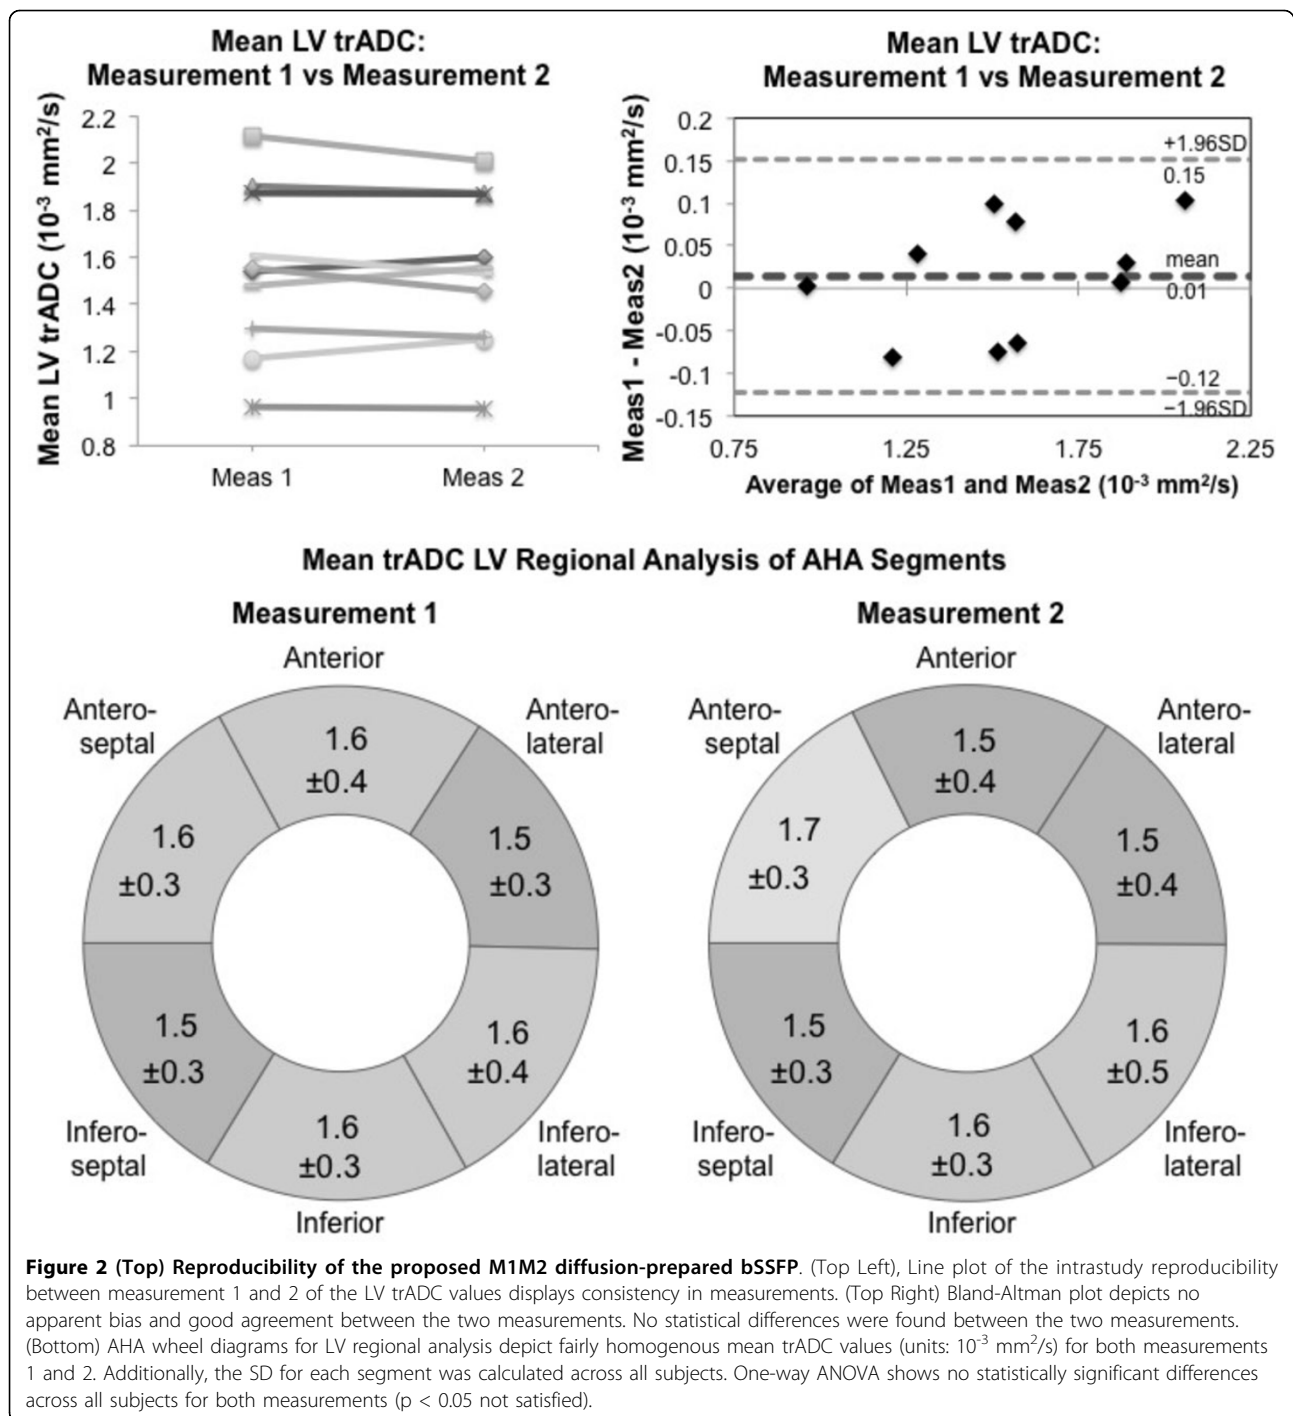 Mean LV trADC:
Measurement 1 vs Measurement 2
Mean LV trADC (10⁻³ mm²/s)
2.2
2
1.8
1.6
1.4
1.2
1
0.8
Meas 1
Meas 2
Mean LV trADC:
Measurement 1 vs Measurement 2
Meas1 - Meas2 (10⁻³ mm²/s)
0.2
0.15
0.1
0.05
0
-0.05
-0.1
-0.15
+1.96SD
0.15
mean
0.01
−0.12
−1.96SD
0.75
1.25
1.75
2.25
Average of Meas1 and Meas2 (10⁻³ mm²/s)
Mean trADC LV Regional Analysis of AHA Segments
Measurement 1
Anterior
Antero-
septal
Antero-
lateral
1.6
±0.4
1.6
±0.3
1.5
±0.3
1.5
±0.3
1.6
±0.4
1.6
±0.3
Infero-
septal
Infero-
lateral
Inferior
Measurement 2
Anterior
Antero-
septal
Antero-
lateral
1.5
±0.4
1.7
±0.3
1.5
±0.4
1.5
±0.3
1.6
±0.5
1.6
±0.3
Infero-
septal
Infero-
lateral
Inferior
Figure 2 (Top) Reproducibility of the proposed M1M2 diffusion-prepared bSSFP. (Top Left), Line plot of the intrastudy reproducibility
between measurement 1 and 2 of the LV trADC values displays consistency in measurements. (Top Right) Bland-Altman plot depicts no
apparent bias and good agreement between the two measurements. No statistical differences were found between the two measurements.
(Bottom) AHA wheel diagrams for LV regional analysis depict fairly homogenous mean trADC values (units: 10⁻³ mm²/s) for both measurements
1 and 2. Additionally, the SD for each segment was calculated across all subjects. One-way ANOVA shows no statistically significant differences
across all subjects for both measurements (p < 0.05 not satisfied).